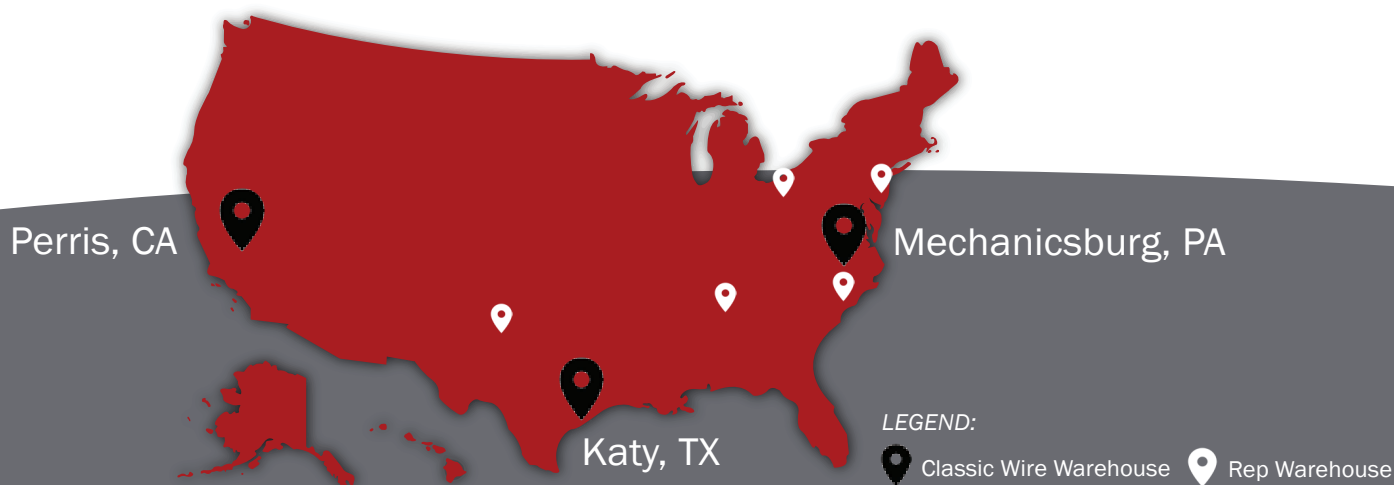 Perris, CA
Mechanicsburg, PA
Katy, TX
LEGEND:
Classic Wire Warehouse
Rep Warehouse